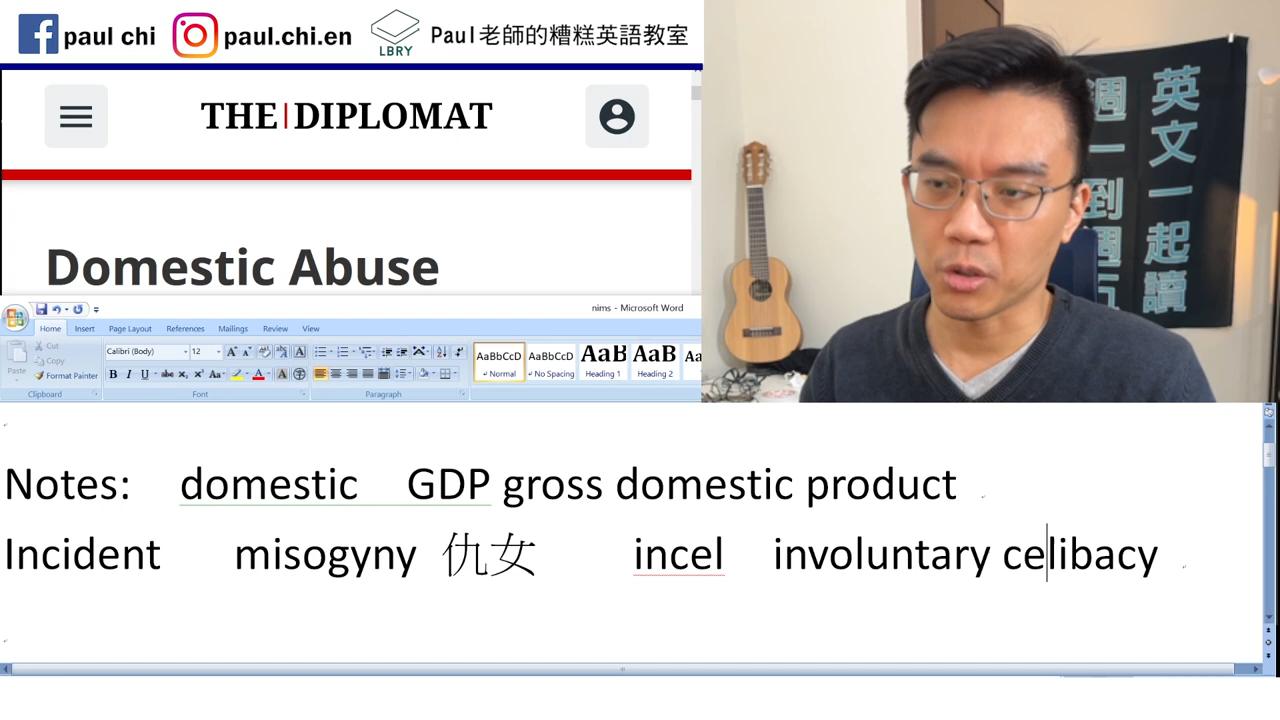 paul chi
paul.chi.en
LBRY
Paul老師的糟糕英語教室
THE|DIPLOMAT
Domestic Abuse
nims - Microsoft Word
Home Insert Page Layout References Mailings Review View
Paste
Cut
Copy
Format Painter
Clipboard
Calibri (Body) 12
Font
Paragraph
AaBbCcD AaBbCcD AaB AaB Aa
Normal No Spacing Heading 1 Heading 2
英文一起讀
週一到週五
Notes: domestic GDP gross domestic product
Incident misogyny 仇女 incel involuntary celibacy